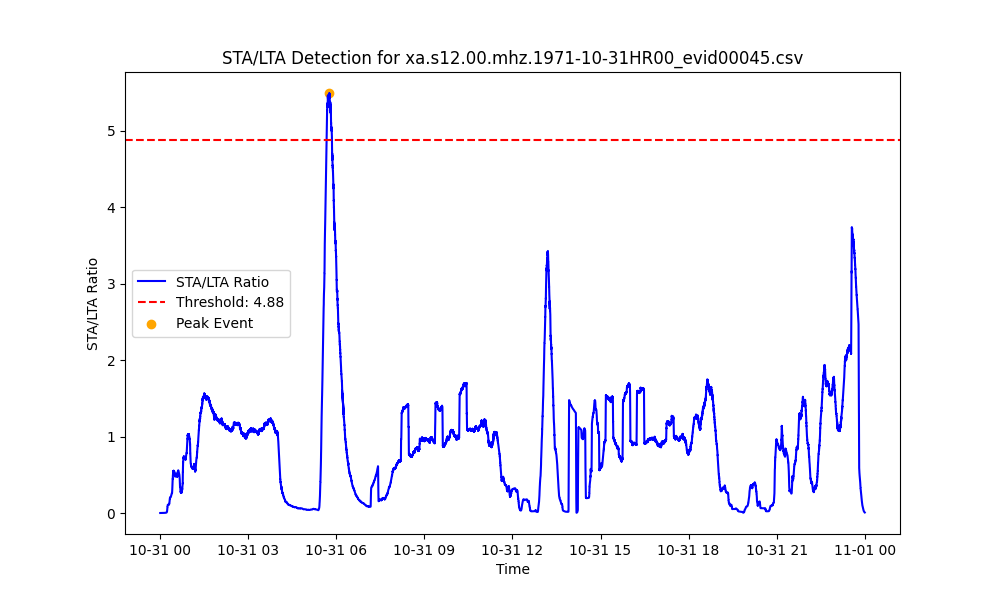 STA/LTA Detection for xa.s12.00.mhz.1971-10-31HR00_evid00045.csv
STA/LTA Ratio
5
4
3
2
1
0
STA/LTA Ratio
Threshold: 4.88
Peak Event
10-31 00
10-31 03
10-31 06
10-31 09
10-31 12
10-31 15
10-31 18
10-31 21
11-01 00
Time